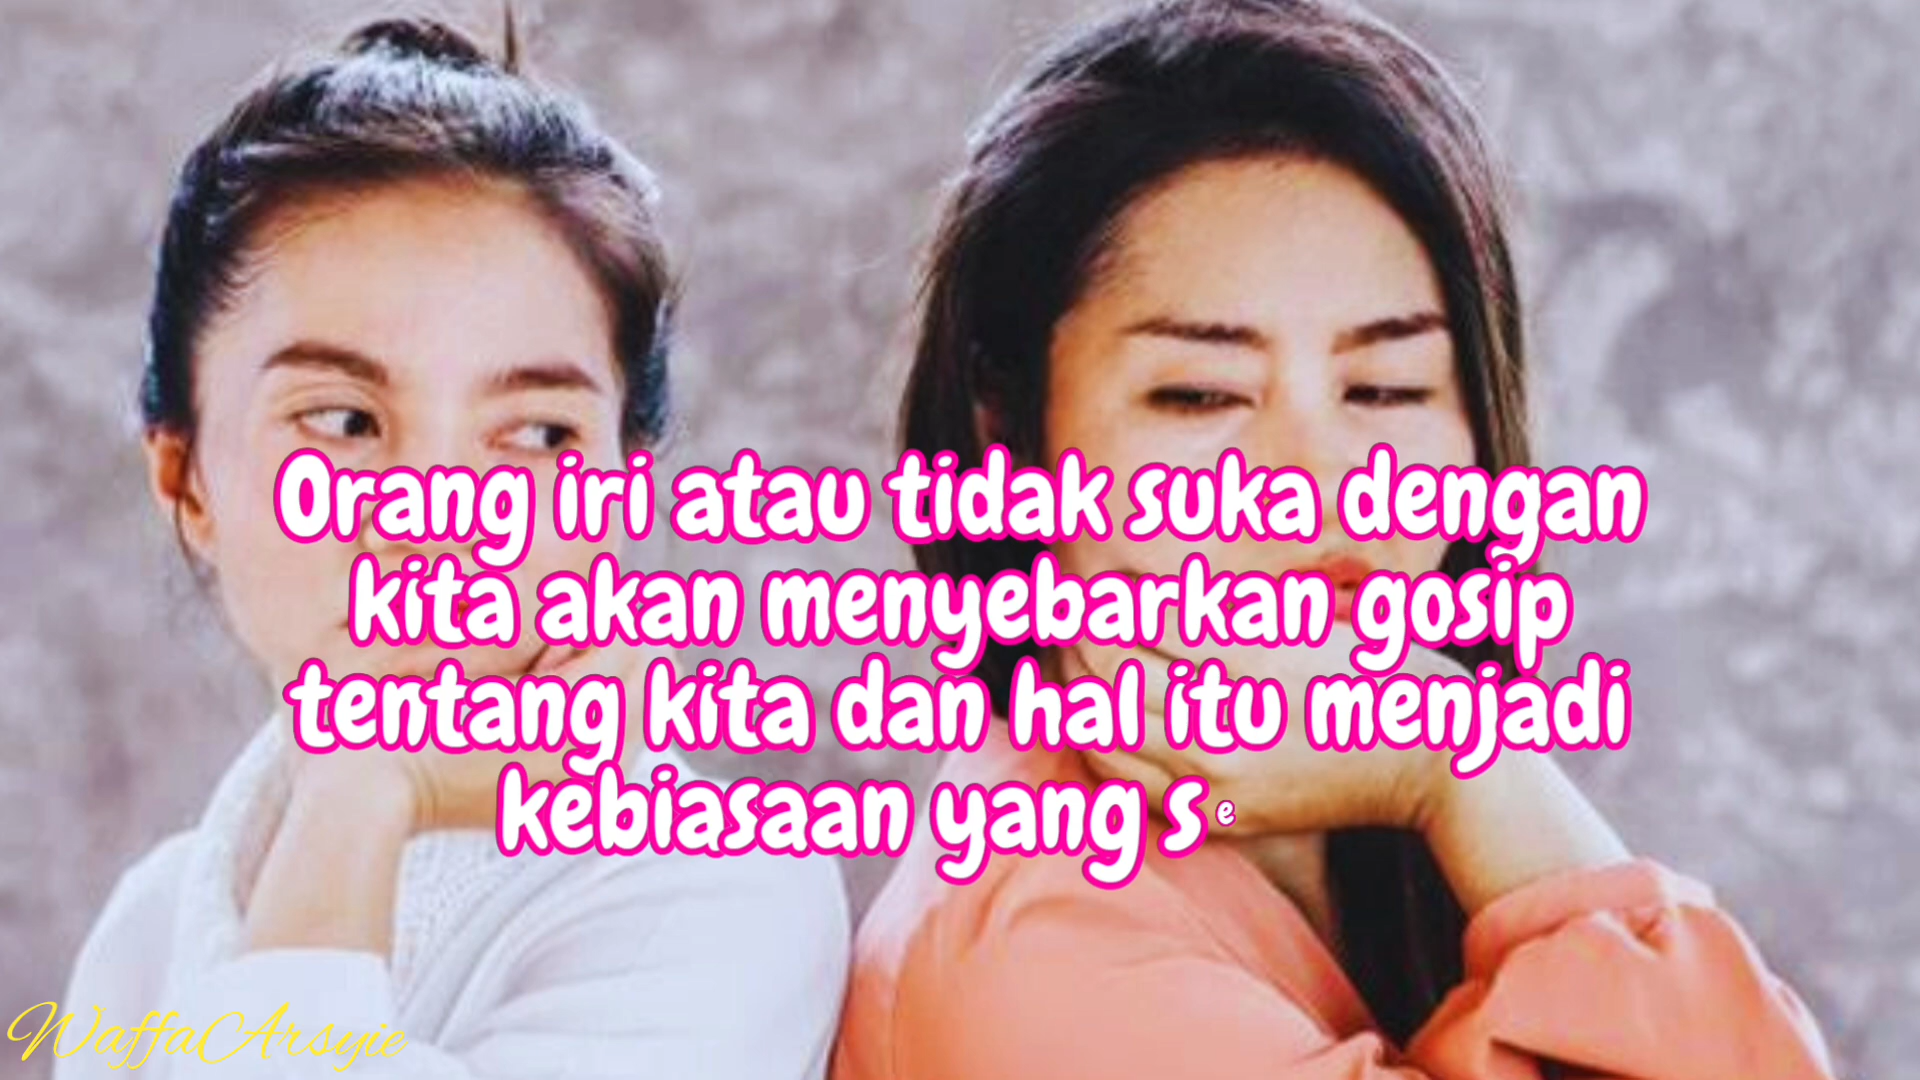 Orang iri atau tidak suka dengan
kita akan menyebarkan gosip
tentang kita dan hal itu menjadi
kebiasaan yang se
WaffaArsyie